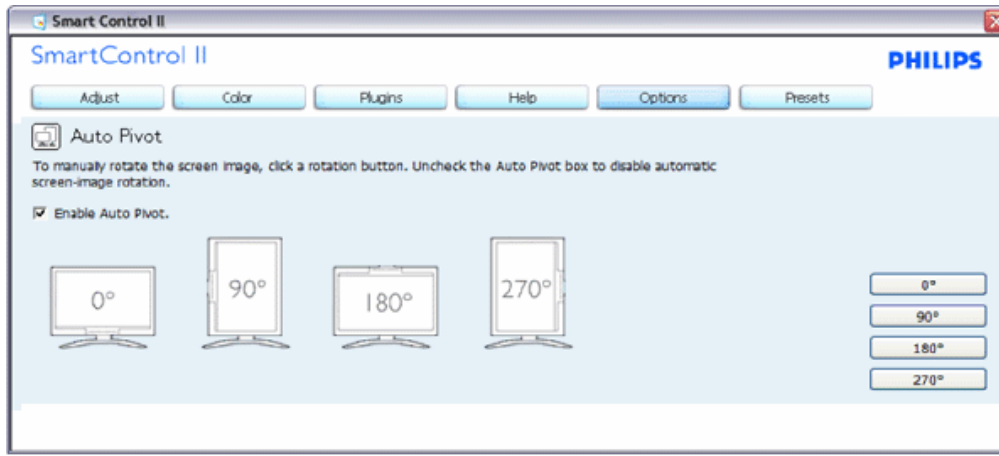 Smart Control II
SmartControl II
PHILIPS
Adjust Color Plugins Help Options Presets
Auto Pivot
To manually rotate the screen image, click a rotation button. Uncheck the Auto Pivot box to disable automatic
screen-image rotation.
Enable Auto Pivot.
0° 90° 180° 270°
0°
90°
180°
270°